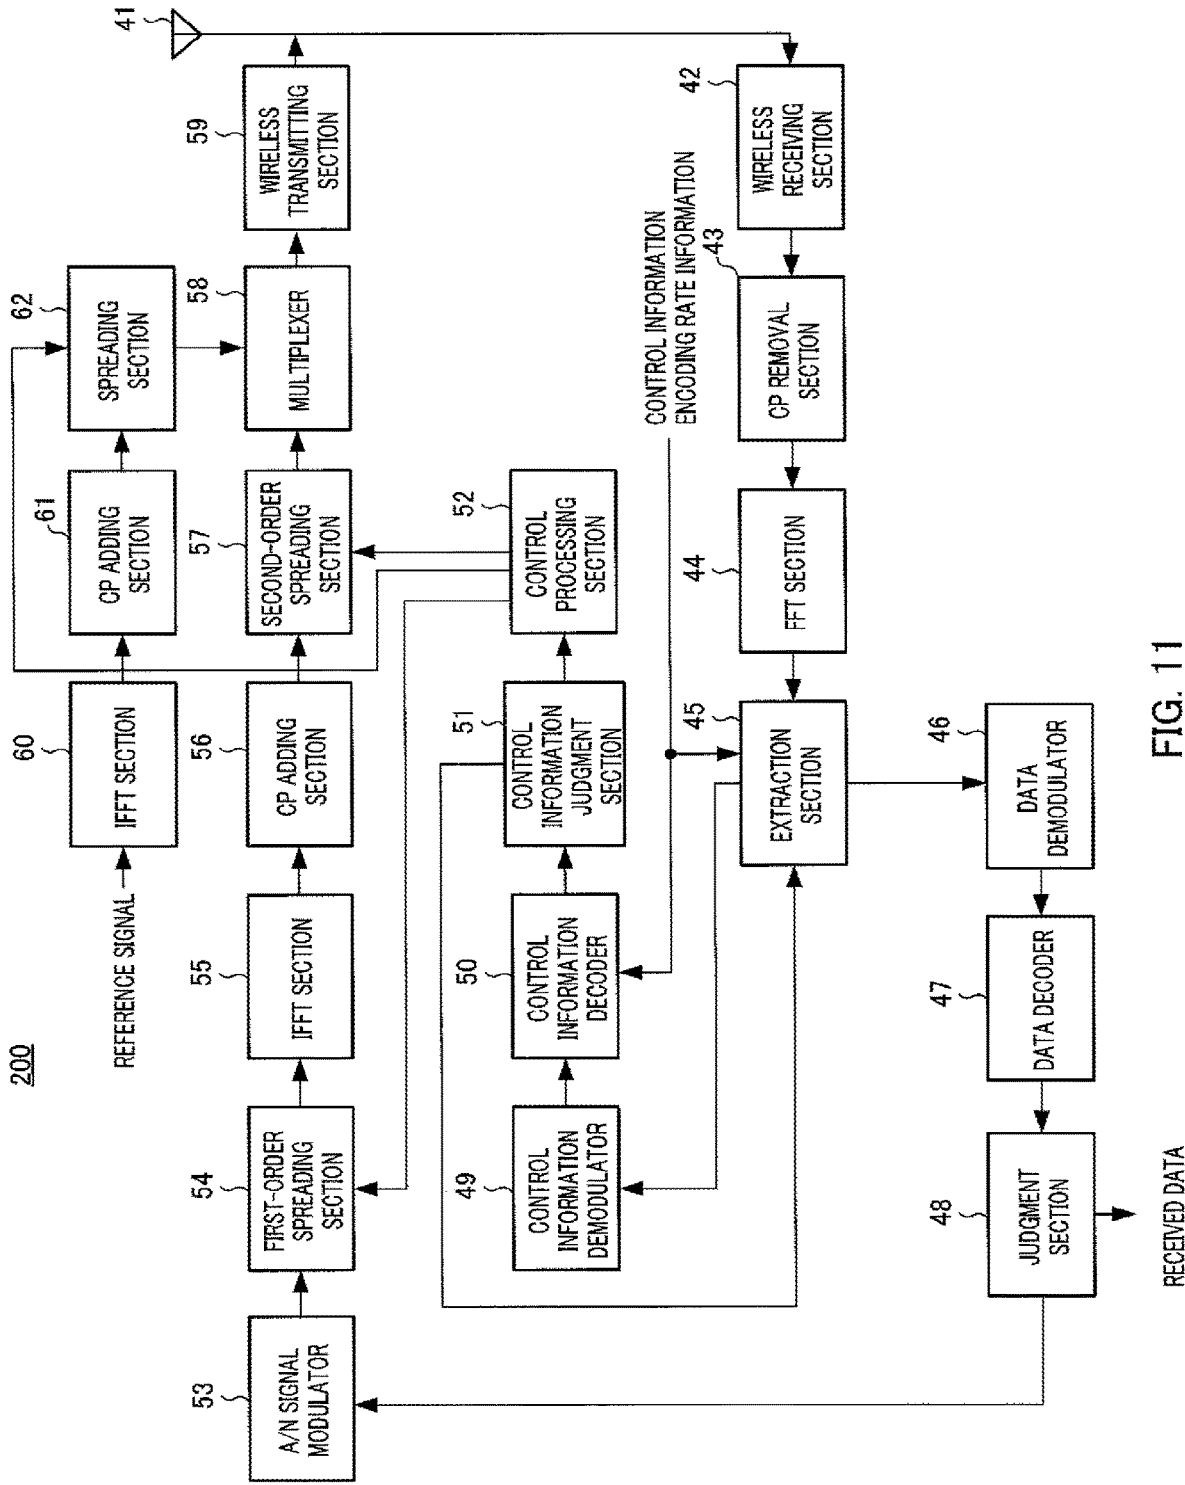 200
REFERENCE SIGNAL
60
IFFT SECTION
61
CP ADDING
SECTION
62
SPREADING
SECTION
53
A/N SIGNAL
MODULATOR
54
FIRST-ORDER
SPREADING
SECTION
55
IFFT SECTION
56
CP ADDING
SECTION
57
SECOND-ORDER
SPREADING
SECTION
58
MULTIPLEXER
59
WIRELESS
TRANSMITTING
SECTION
41
49
CONTROL
INFORMATION
DEMODULATOR
50
CONTROL
INFORMATION
DECODER
51
CONTROL
INFORMATION
JUDGMENT
SECTION
52
CONTROL
PROCESSING
SECTION
CONTROL INFORMATION
ENCODING RATE INFORMATION
45
EXTRACTION
SECTION
44
FFT SECTION
43
CP REMOVAL
SECTION
42
WIRELESS
RECEIVING
SECTION
48
JUDGMENT
SECTION
47
DATA DECODER
46
DATA
DEMODULATOR
RECEIVED DATA
FIG. 11